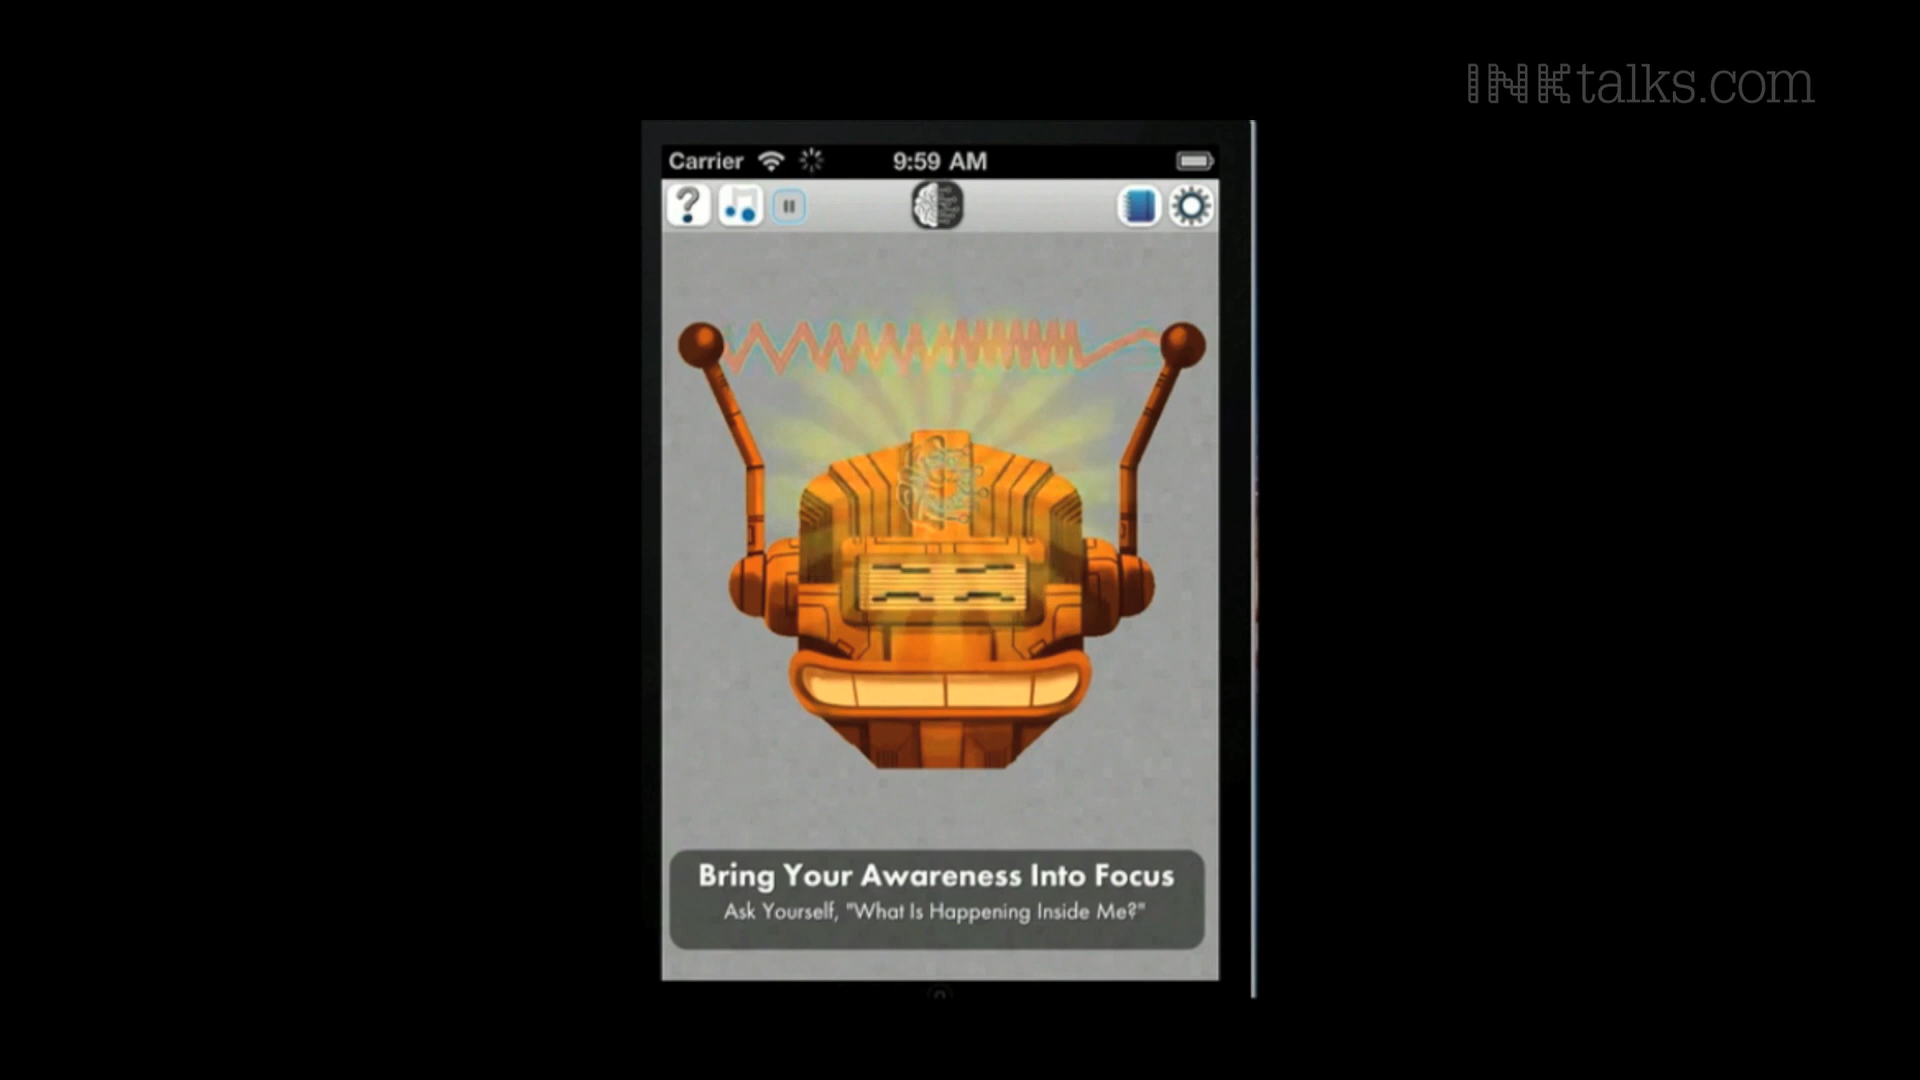 INKtalks.com
Carrier 9:59 AM
?
Bring Your Awareness Into Focus
Ask Yourself, "What Is Happening Inside Me?"